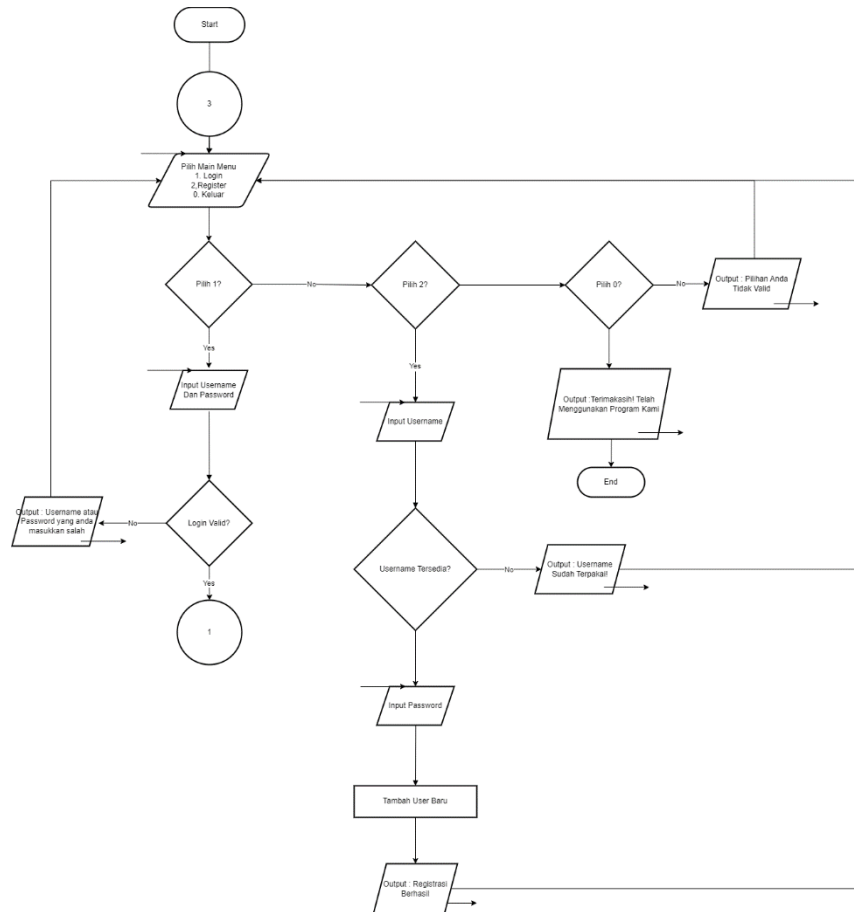 Start
3
Pilih Main Menu
1. Login
2,Register
0. Keluar
Pilih 1?
No
Pilih 2?
Pilih 0?
No
Output : Pilihan Anda
Tidak Valid
Yes
Input Username
Dan Password
Yes
Input Username
Output :Terimakasih! Telah
Menggunakan Program Kami
End
Output : Username atau
Password yang anda
masukkan salah
No
Login Valid?
Yes
1
Username Tersedia?
No
Output : Username
Sudah Terpakai!
Input Password
Tambah User Baru
Output : Registrasi
Berhasil